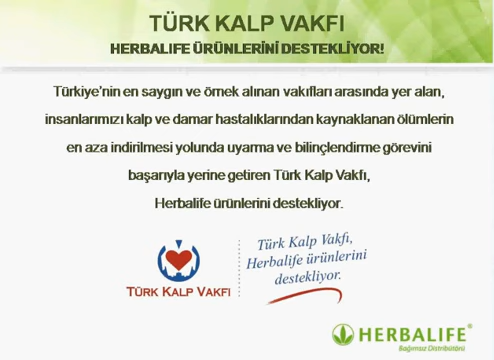 TÜRK KALP VAKFI
HERBALIFE ÜRÜNLERİNİ DESTEKLİYOR!
Türkiye'nin en saygın ve örnek alınan vakıfları arasında yer alan,
insanlarımızı kalp ve damar hastalıklarından kaynaklanan ölümlerin
en aza indirilmesi yolunda uyarma ve bilinçlendirme görevini
başarıyla yerine getiren Türk Kalp Vakfı,
Herbalife ürünlerini destekliyor.
TÜRK KALP VAKFI
Türk Kalp Vakfı,
Herbalife ürünlerini
destekliyor.
HERBALIFE®
Bağımsız Distribütörü